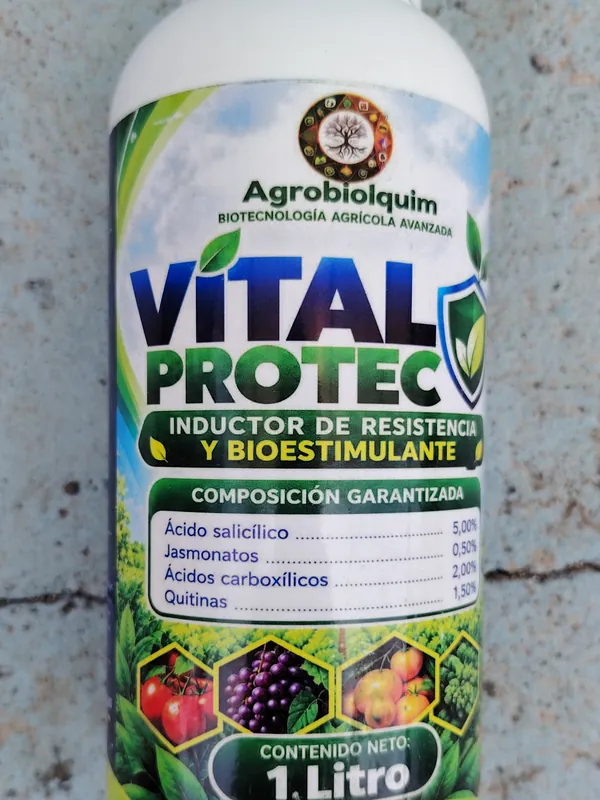 Agrobiolquim
BIOTECNOLOGÍA AGRÍCOLA AVANZADA
VÍTAL
PROTEC
INDUCTOR DE RESISTENCIA
Y BIOESTIMULANTE
COMPOSICIÓN GARANTIZADA
Ácido salicílico 5,00%
Jasmonatos 0,50%
Ácidos carboxílicos 2,00%
Quitinas 1,50%
CONTENIDO NETO:
1 Litro